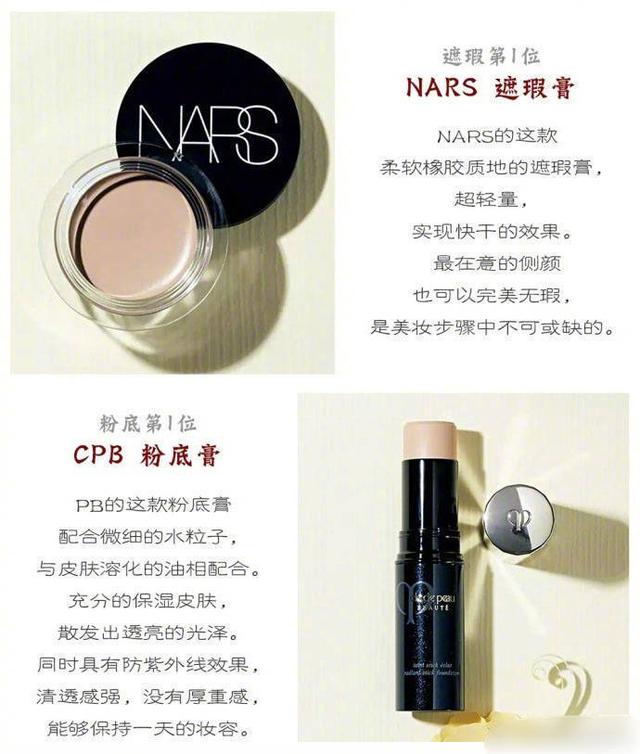 NARS
遮瑕第1位
NARS 遮瑕膏
NARS的这款
柔软橡胶质地的遮瑕膏，
超轻量，
实现快干的效果。
最在意的侧颜
也可以完美无瑕，
是美妆步骤中不可或缺的。
粉底第1位
CPB 粉底膏
PB的这款粉底膏
配合微细的水粒子，
与皮肤溶化的油相配合。
充分的保湿皮肤，
散发出透亮的光泽。
同时具有防紫外线效果，
清透感强，没有厚重感，
能够保持一天的妆容。
clé de peau
BEAUTÉ
teint stick éclat
radiant stick foundation